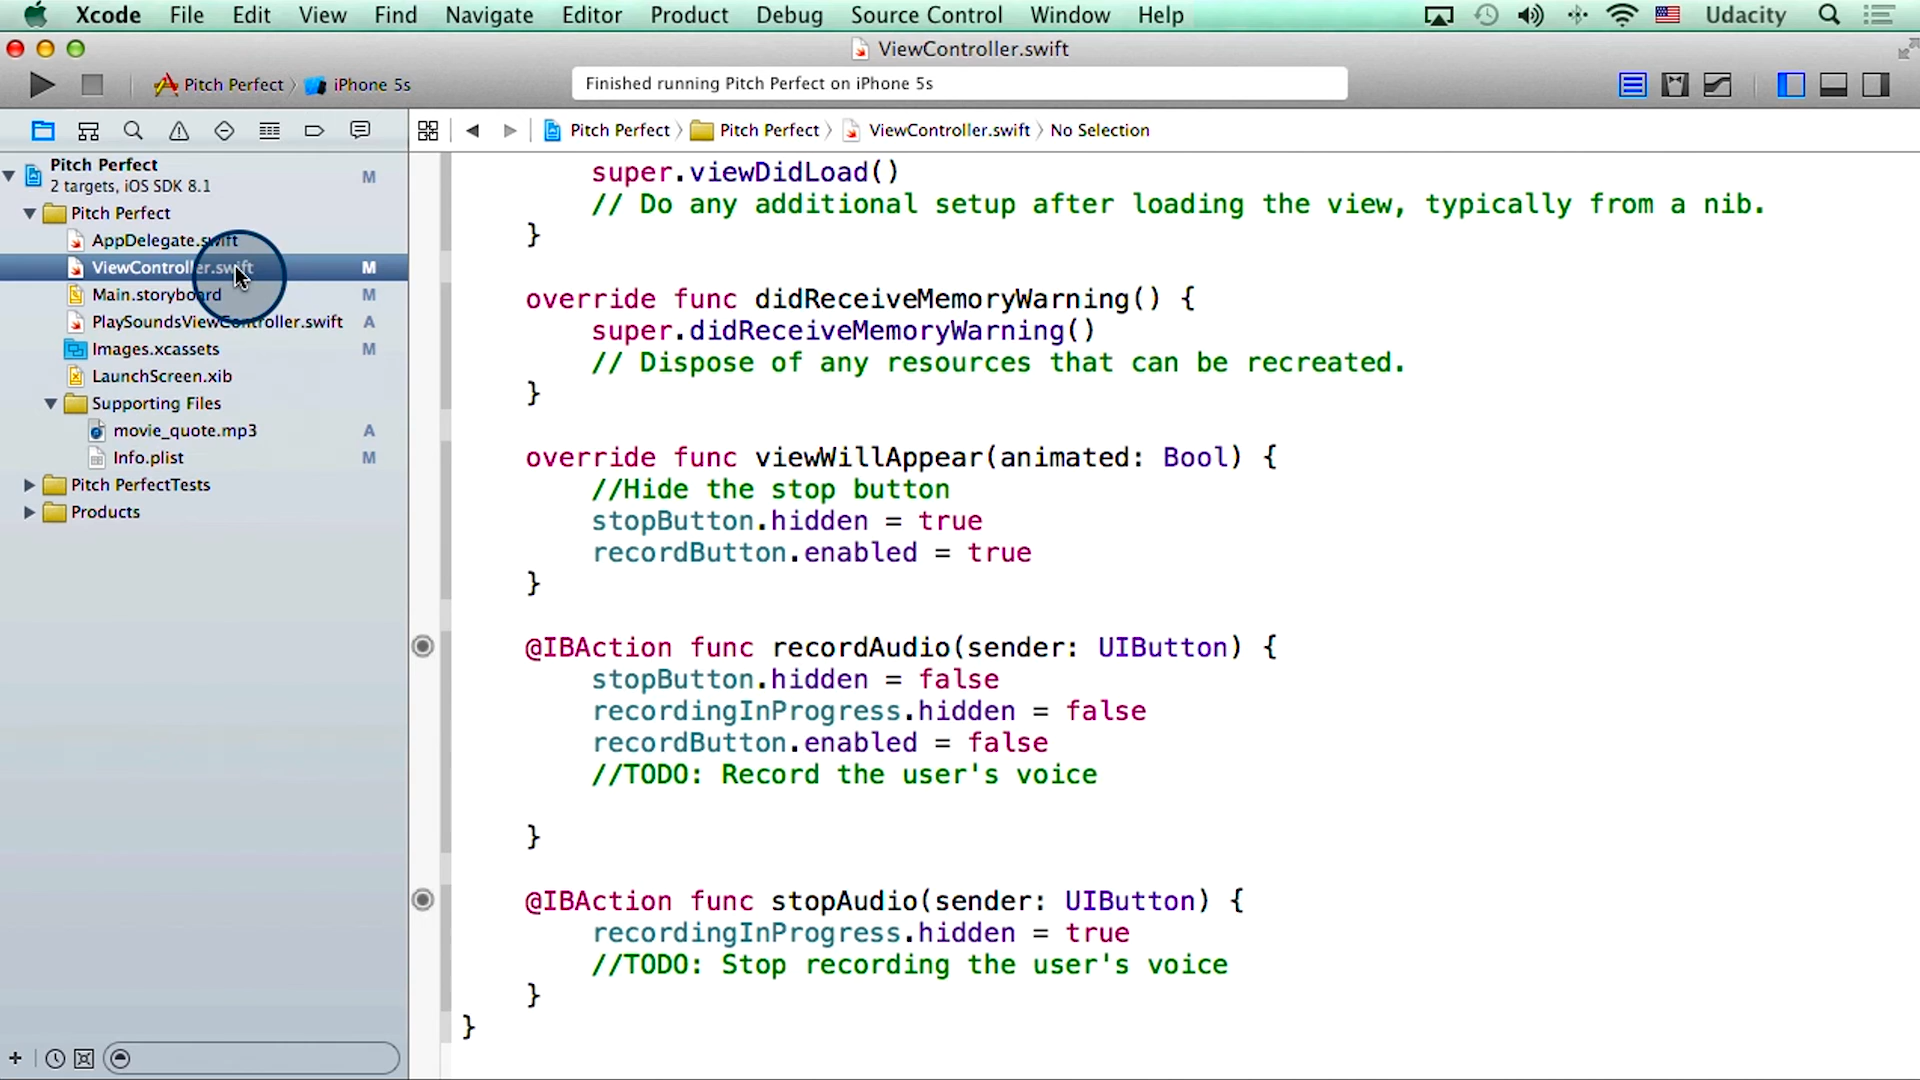 Xcode File Edit View Find Navigate Editor Product Debug Source Control Window Help Udacity
ViewController.swift
Pitch Perfect iPhone 5s
Finished running Pitch Perfect on iPhone 5s
Pitch Perfect Pitch Perfect ViewController.swift No Selection
Pitch Perfect
2 targets, iOS SDK 8.1 M
Pitch Perfect
AppDelegate.swift
ViewController.swift M
Main.storyboard M
PlaySoundsViewController.swift A
Images.xcassets M
LaunchScreen.xib
Supporting Files
movie_quote.mp3 A
Info.plist M
Pitch PerfectTests
Products
super.viewDidLoad()
// Do any additional setup after loading the view, typically from a nib.
}
override func didReceiveMemoryWarning() {
super.didReceiveMemoryWarning()
// Dispose of any resources that can be recreated.
}
override func viewWillAppear(animated: Bool) {
//Hide the stop button
stopButton.hidden = true
recordButton.enabled = true
}
@IBAction func recordAudio(sender: UIButton) {
stopButton.hidden = false
recordingInProgress.hidden = false
recordButton.enabled = false
//TODO: Record the user's voice
}
@IBAction func stopAudio(sender: UIButton) {
recordingInProgress.hidden = true
//TODO: Stop recording the user's voice
}
}